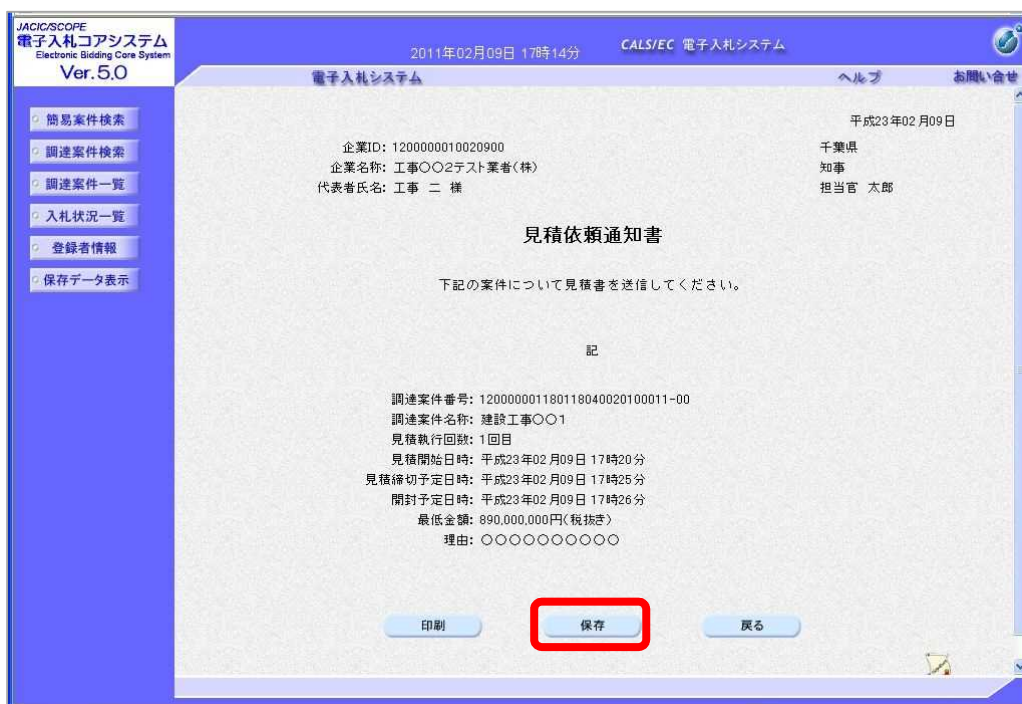 JACIC/SCOPE
電子入札コアシステム
Electronic Bidding Core System
Ver.5.0
2011年02月09日 17時14分
CALS/EC 電子入札システム
電子入札システム
ヘルプ
お問い合せ
簡易案件検索
調達案件検索
調達案件一覧
入札状況一覧
登録者情報
保存データ表示
平成23年02月09日
企業ID: 1200000010020900
千葉県
企業名称: 工事〇〇2テスト業者(株)
知事
代表者氏名: 工事 二 様
担当官 太郎
見積依頼通知書
下記の案件について見積書を送信してください。
記
調達案件番号: 1200000011801180400201000​11-00
調達案件名称: 建設工事〇〇1
見積執行回数: 1回目
見積開始日時: 平成23年02月09日 17時20分
見積締切予定日時: 平成23年02月09日 17時25分
開封予定日時: 平成23年02月09日 17時26分
最低金額: 890,000,000円(税抜き)
理由: 〇〇〇〇〇〇〇〇〇〇
印刷
保存
戻る